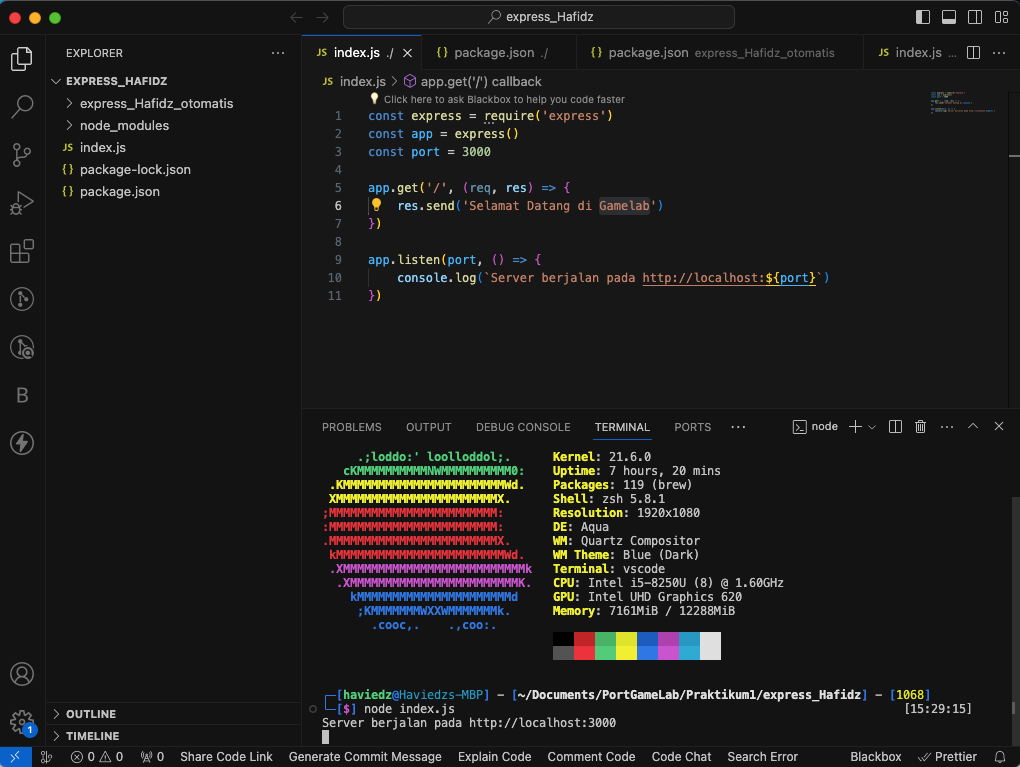 express_Hafidz
EXPLORER
EXPRESS_HAFIDZ
express_Hafidz_otomatis
node_modules
JS index.js
{} package-lock.json
{} package.json
OUTLINE
TIMELINE
JS index.js ./
{} package.json ./
{} package.json express_Hafidz_otomatis
JS index.js ...
JS index.js > app.get('/') callback
Click here to ask Blackbox to help you code faster
1 const express = require('express')
2 const app = express()
3 const port = 3000
4
5 app.get('/', (req, res) => {
6 res.send('Selamat Datang di Gamelab')
7 })
8
9 app.listen(port, () => {
10 console.log(`Server berjalan pada http://localhost:${port}`)
11 })
PROBLEMS OUTPUT DEBUG CONSOLE TERMINAL PORTS
node
.;loddo:' loolloddol;.
cKMMMMMMMMMMNWMMMMMMMMMM0:
.KMMMMMMMMMMMMMMMMMMMMMMMWd.
XMMMMMMMMMMMMMMMMMMMMMMMX.
;MMMMMMMMMMMMMMMMMMMMMMMM:
:MMMMMMMMMMMMMMMMMMMMMMMM:
.MMMMMMMMMMMMMMMMMMMMMMMMX.
kMMMMMMMMMMMMMMMMMMMMMMMMWd.
.XMMMMMMMMMMMMMMMMMMMMMMMMMMk
.XMMMMMMMMMMMMMMMMMMMMMMMMK.
kMMMMMMMMMMMMMMMMMMMMMMd
;KMMMMMMMWXXWMMMMMMMk.
.cooc,. .,coo:.
Kernel: 21.6.0
Uptime: 7 hours, 20 mins
Packages: 119 (brew)
Shell: zsh 5.8.1
Resolution: 1920x1080
DE: Aqua
WM: Quartz Compositor
WM Theme: Blue (Dark)
Terminal: vscode
CPU: Intel i5-8250U (8) @ 1.60GHz
GPU: Intel UHD Graphics 620
Memory: 7161MiB / 12288MiB
┌─[haviedz@Haviedzs-MBP] - [~/Documents/PortGameLab/Praktikum1/express_Hafidz] - [1068]
└─[$] node index.js [15:29:15]
Server berjalan pada http://localhost:3000
B
1
0 0 0 Share Code Link Generate Commit Message Explain Code Comment Code Code Chat Search Error Blackbox Prettier